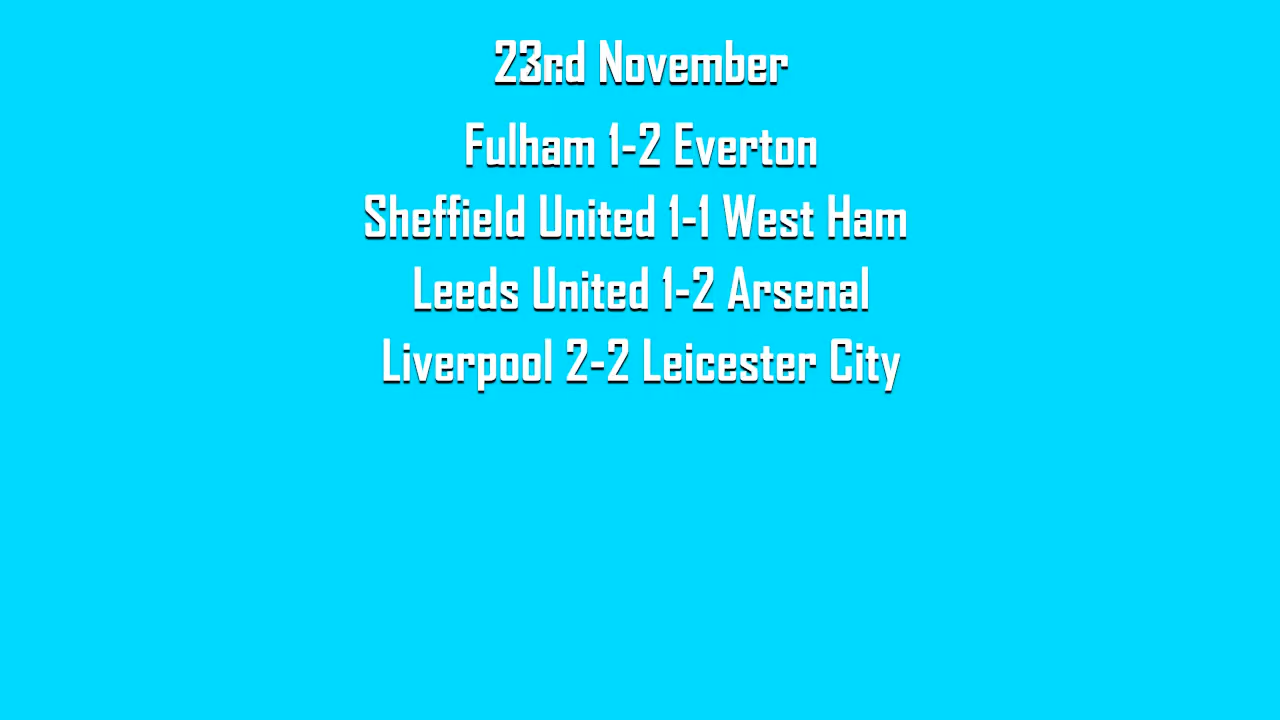 23rd November
Fulham 1-2 Everton
Sheffield United 1-1 West Ham
Leeds United 1-2 Arsenal
Liverpool 2-2 Leicester City